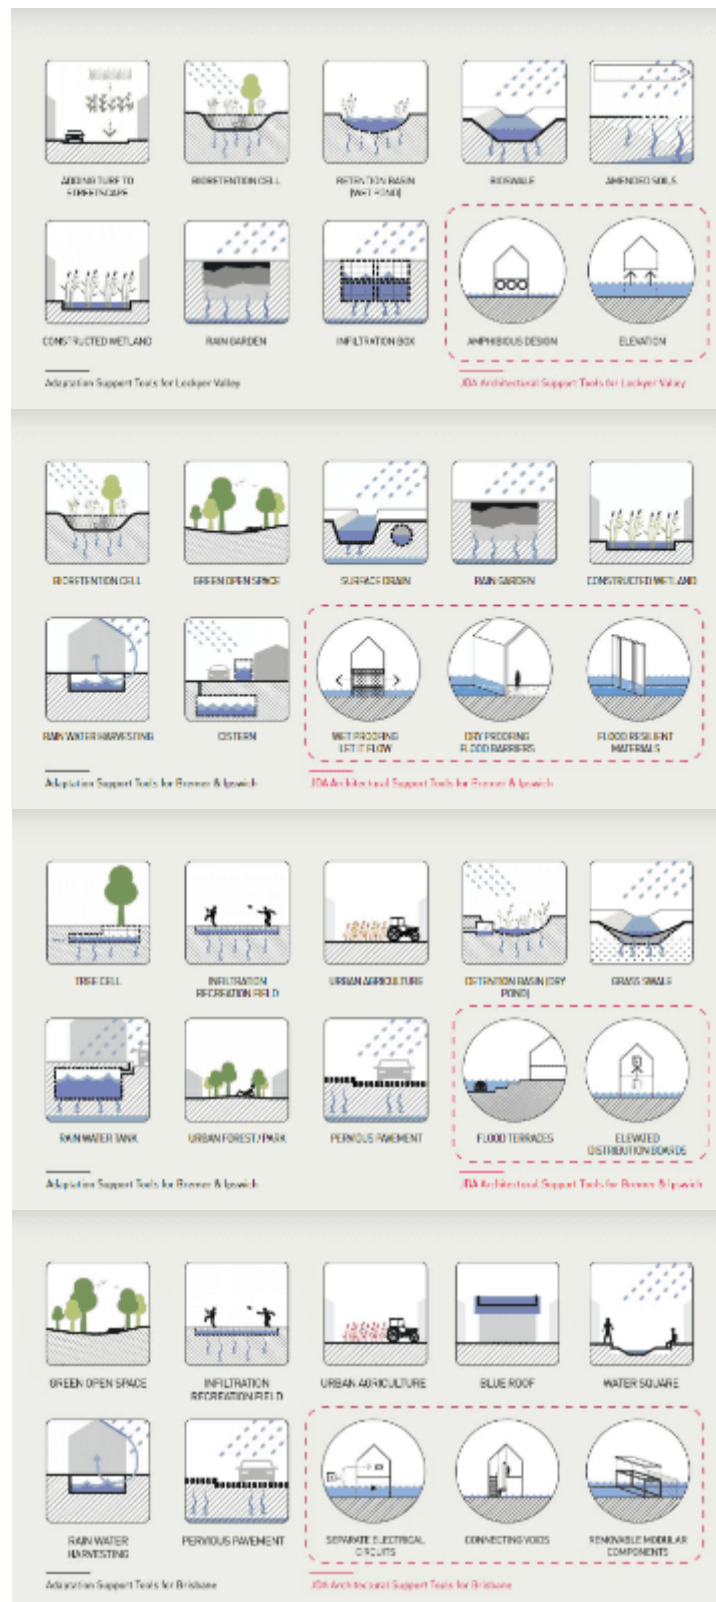 ADDING TURF TO
STREETSCAPE
BIORETENTION CELL
RETENTION BASIN
(WET POND)
BIOSWALE
AMENDED SOILS
CONSTRUCTED WETLAND
RAIN GARDEN
INFILTRATION BOX
AMPHIBIOUS DESIGN
ELEVATION
Adaptation Support Tools for Lockyer Valley
JDA Architectural Support Tools for Lockyer Valley
BIORETENTION CELL
GREEN OPEN SPACE
SURFACE DRAIN
RAIN GARDEN
CONSTRUCTED WETLAND
RAIN WATER HARVESTING
CISTERN
WET PROOFING
LET IT FLOW
DRY PROOFING
FLOOD BARRIERS
FLOOD RESILIENT
MATERIALS
Adaptation Support Tools for Bremer & Ipswich
JDA Architectural Support Tools for Bremer & Ipswich
TREE CELL
INFILTRATION
RECREATION FIELD
URBAN AGRICULTURE
DETENTION BASIN (DRY
POND)
GRASS SWALE
RAIN WATER TANK
URBAN FOREST / PARK
PERVIOUS PAVEMENT
FLOOD TERRACES
ELEVATED
DISTRIBUTION BOARDS
Adaptation Support Tools for Bremer & Ipswich
JDA Architectural Support Tools for Bremer & Ipswich
GREEN OPEN SPACE
INFILTRATION
RECREATION FIELD
URBAN AGRICULTURE
BLUE ROOF
WATER SQUARE
RAIN WATER
HARVESTING
PERVIOUS PAVEMENT
SEPARATE ELECTRICAL
CIRCUITS
CONNECTING VOIDS
REMOVABLE MODULAR
COMPONENTS
Adaptation Support Tools for Brisbane
JDA Architectural Support Tools for Brisbane